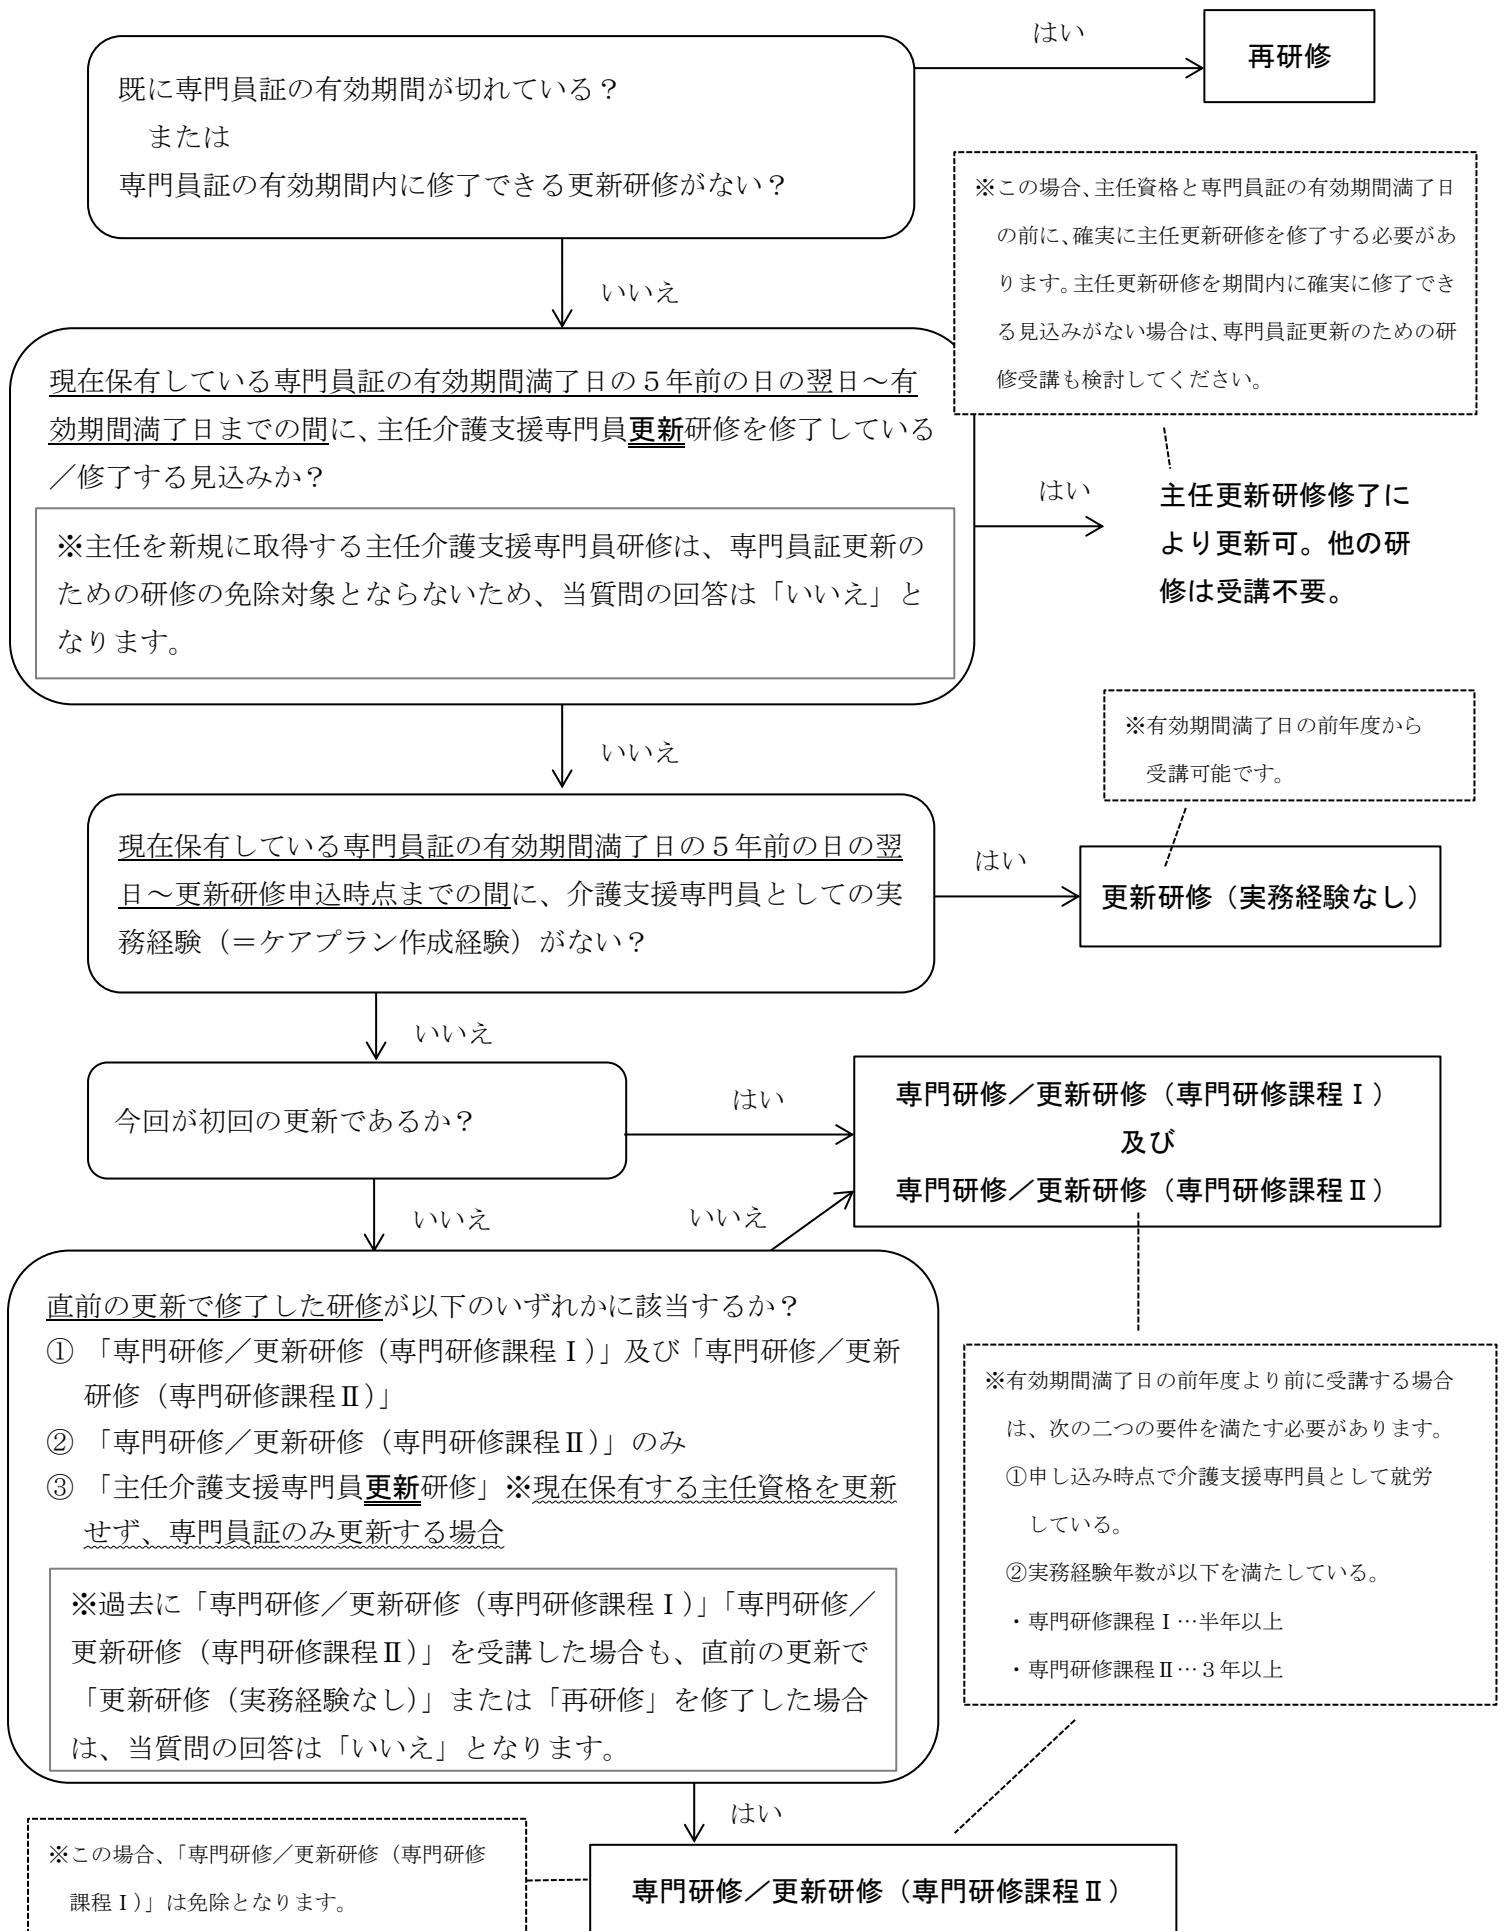 はい
再研修
既に専門員証の有効期間が切れている？
または
専門員証の有効期間内に修了できる更新研修がない？
※この場合、主任資格と専門員証の有効期間満了日
の前に、確実に主任更新研修を修了する必要があ
ります。主任更新研修を期間内に確実に修了でき
る見込みがない場合は、専門員証更新のための研
修受講も検討してください。
いいえ
現在保有している専門員証の有効期間満了日の５年前の日の翌日～有
効期間満了日までの間に、主任介護支援専門員更新研修を修了している
／修了する見込みか？
※主任を新規に取得する主任介護支援専門員研修は、専門員証更新の
ための研修の免除対象とならないため、当質問の回答は「いいえ」と
なります。
はい
主任更新研修修了に
より更新可。他の研
修は受講不要。
いいえ
※有効期間満了日の前年度から
受講可能です。
現在保有している専門員証の有効期間満了日の５年前の日の翌
日～更新研修申込時点までの間に、介護支援専門員としての実
務経験（＝ケアプラン作成経験）がない？
はい
更新研修（実務経験なし）
いいえ
今回が初回の更新であるか？
はい
専門研修／更新研修（専門研修課程Ⅰ）
及び
専門研修／更新研修（専門研修課程Ⅱ）
いいえ
いいえ
直前の更新で修了した研修が以下のいずれかに該当するか？
① 「専門研修／更新研修（専門研修課程Ⅰ）」及び「専門研修／更新
研修（専門研修課程Ⅱ）」
② 「専門研修／更新研修（専門研修課程Ⅱ）」のみ
③ 「主任介護支援専門員更新研修」※現在保有する主任資格を更新
せず、専門員証のみ更新する場合
※過去に「専門研修／更新研修（専門研修課程Ⅰ）」「専門研修／
更新研修（専門研修課程Ⅱ）」を受講した場合も、直前の更新で
「更新研修（実務経験なし）」または「再研修」を修了した場合
は、当質問の回答は「いいえ」となります。
※有効期間満了日の前年度より前に受講する場合
は、次の二つの要件を満たす必要があります。
①申し込み時点で介護支援専門員として就労
している。
②実務経験年数が以下を満たしている。
・専門研修課程Ⅰ…半年以上
・専門研修課程Ⅱ…３年以上
はい
※この場合、「専門研修／更新研修（専門研修
課程Ⅰ）」は免除となります。
専門研修／更新研修（専門研修課程Ⅱ）